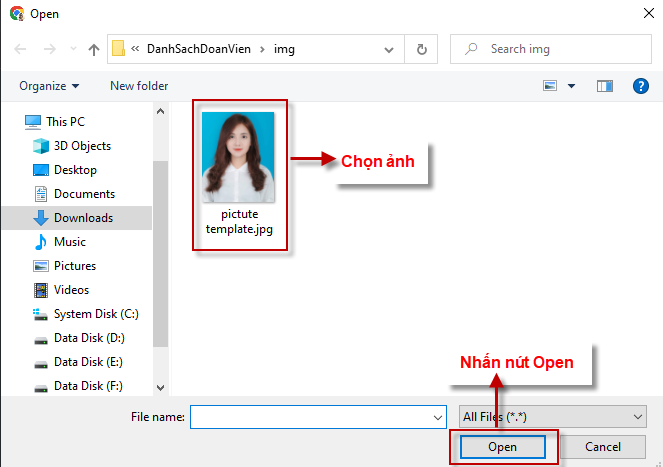 Open
« DanhSachDoanVien › img
Search img
Organize
New folder
This PC
3D Objects
Desktop
Documents
Downloads
Music
Pictures
Videos
System Disk (C:)
Data Disk (D:)
Data Disk (E:)
Data Disk (F:)
pictute
template.jpg
Chọn ảnh
Nhấn nút Open
File name:
All Files (*.*)
Open
Cancel